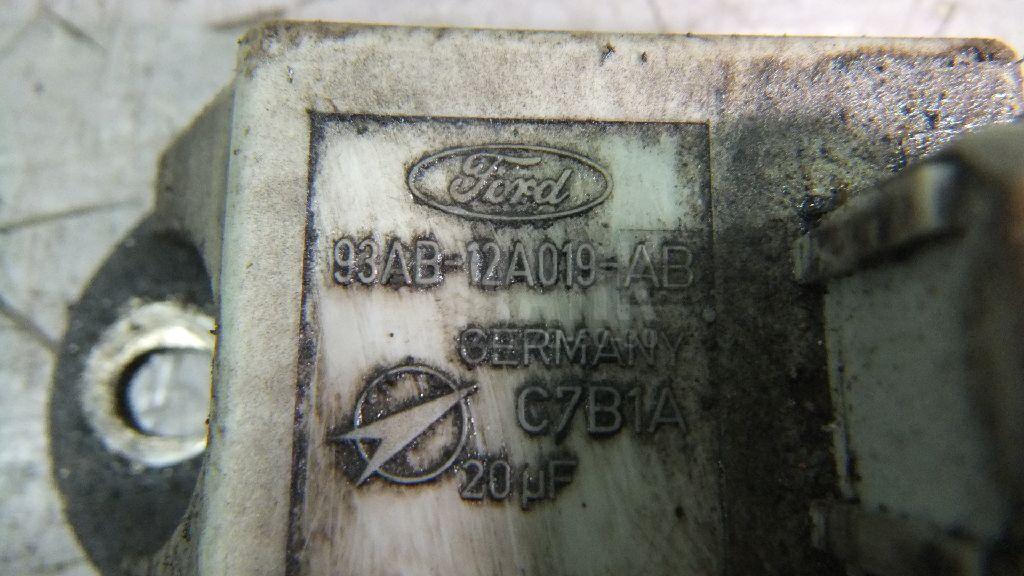 Ford
93AB-12A019-AB
GERMANY
C7B1A
20 µF